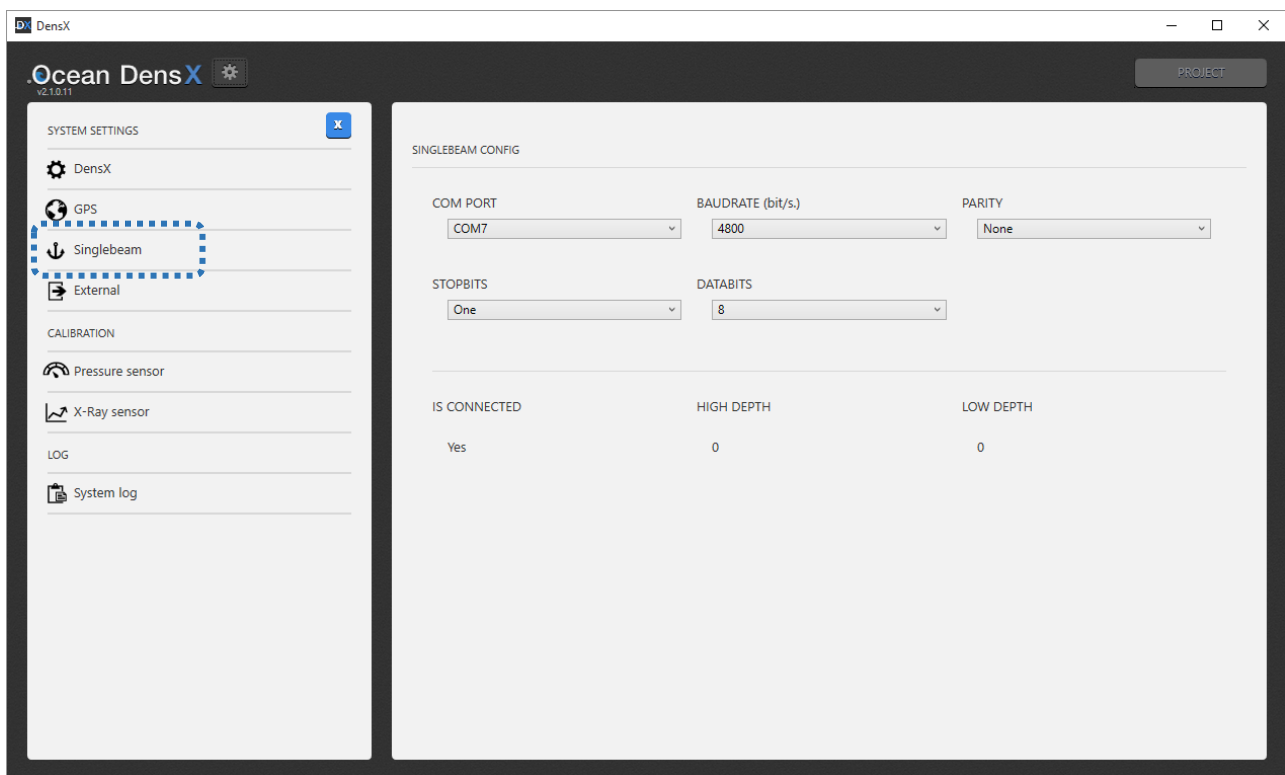 DX DensX
.Ocean DensX
v2.1.0.11
PROJECT
SYSTEM SETTINGS
X
DensX
GPS
Singlebeam
External
CALIBRATION
Pressure sensor
X-Ray sensor
LOG
System log
SINGLEBEAM CONFIG
COM PORT BAUDRATE (bit/s.) PARITY
COM7 4800 None
STOPBITS DATABITS
One 8
IS CONNECTED HIGH DEPTH LOW DEPTH
Yes 0 0